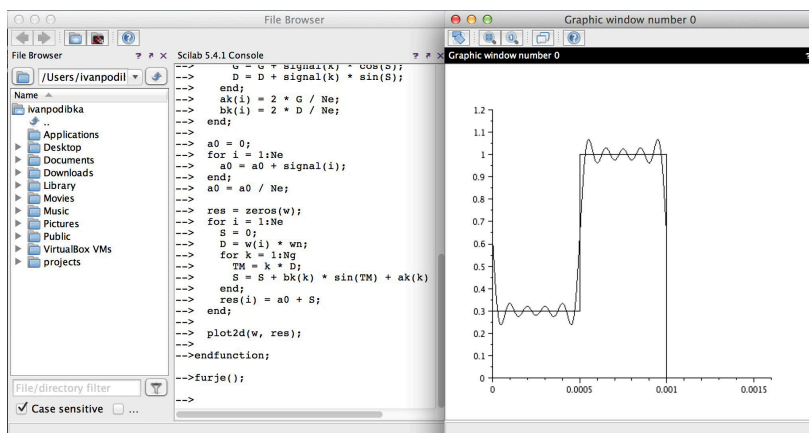 File Browser
File Browser
/Users/ivanpodil
Name
ivanpodibka
..
Applications
Desktop
Documents
Downloads
Library
Movies
Music
Pictures
Public
VirtualBox VMs
projects
File/directory filter
Case sensitive
...
Scilab 5.4.1 Console
--> G = G + signal(k) * cos(S);
--> D = D + signal(k) * sin(S);
--> end;
--> ak(i) = 2 * G / Ne;
--> bk(i) = 2 * D / Ne;
--> end;
-->
--> a0 = 0;
--> for i = 1:Ne
--> a0 = a0 + signal(i);
--> end;
--> a0 = a0 / Ne;
-->
--> res = zeros(w);
--> for i = 1:Ne
--> S = 0;
--> D = w(i) * wn;
--> for k = 1:Ng
--> TM = k * D;
--> S = S + bk(k) * sin(TM) + ak(k)
--> end;
--> res(i) = a0 + S;
--> end;
-->
--> plot2d(w, res);
-->
-->endfunction;
-->furje();
-->
Graphic window number 0
Graphic window number 0
1.2
1.1
1
0.9
0.8
0.7
0.6
0.5
0.4
0.3
0.2
0.1
0
0 0.0005 0.001 0.0015